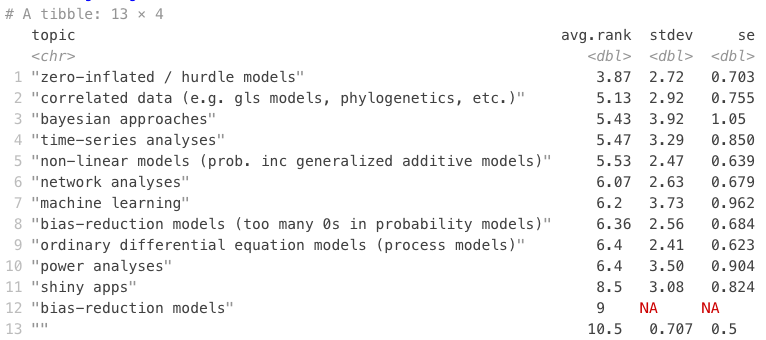 # A tibble: 13 × 4
topic avg.rank stdev se
<chr> <dbl> <dbl> <dbl>
1 "zero-inflated / hurdle models" 3.87 2.72 0.703
2 "correlated data (e.g. gls models, phylogenetics, etc.)" 5.13 2.92 0.755
3 "bayesian approaches" 5.43 3.92 1.05
4 "time-series analyses" 5.47 3.29 0.850
5 "non-linear models (prob. inc generalized additive models)" 5.53 2.47 0.639
6 "network analyses" 6.07 2.63 0.679
7 "machine learning" 6.2 3.73 0.962
8 "bias-reduction models (too many 0s in probability models)" 6.36 2.56 0.684
9 "ordinary differential equation models (process models)" 6.4 2.41 0.623
10 "power analyses" 6.4 3.50 0.904
11 "shiny apps" 8.5 3.08 0.824
12 "bias-reduction models" 9 NA NA
13 "" 10.5 0.707 0.5